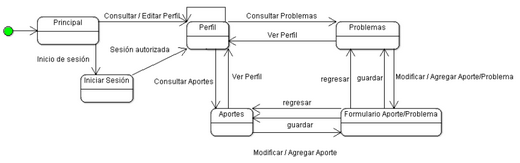 Principal
Consultar / Editar Perfil
Perfil
Consultar Problemas
Problemas
Ver Perfil
Inicio de sesión
Sesión autorizada
Iniciar Sesión
Consultar Aportes
Ver Perfil
regresar
guardar
Modificar / Agregar Aporte/Problema
regresar
Aportes
Formulario Aporte/Problema
guardar
Modificar / Agregar Aporte